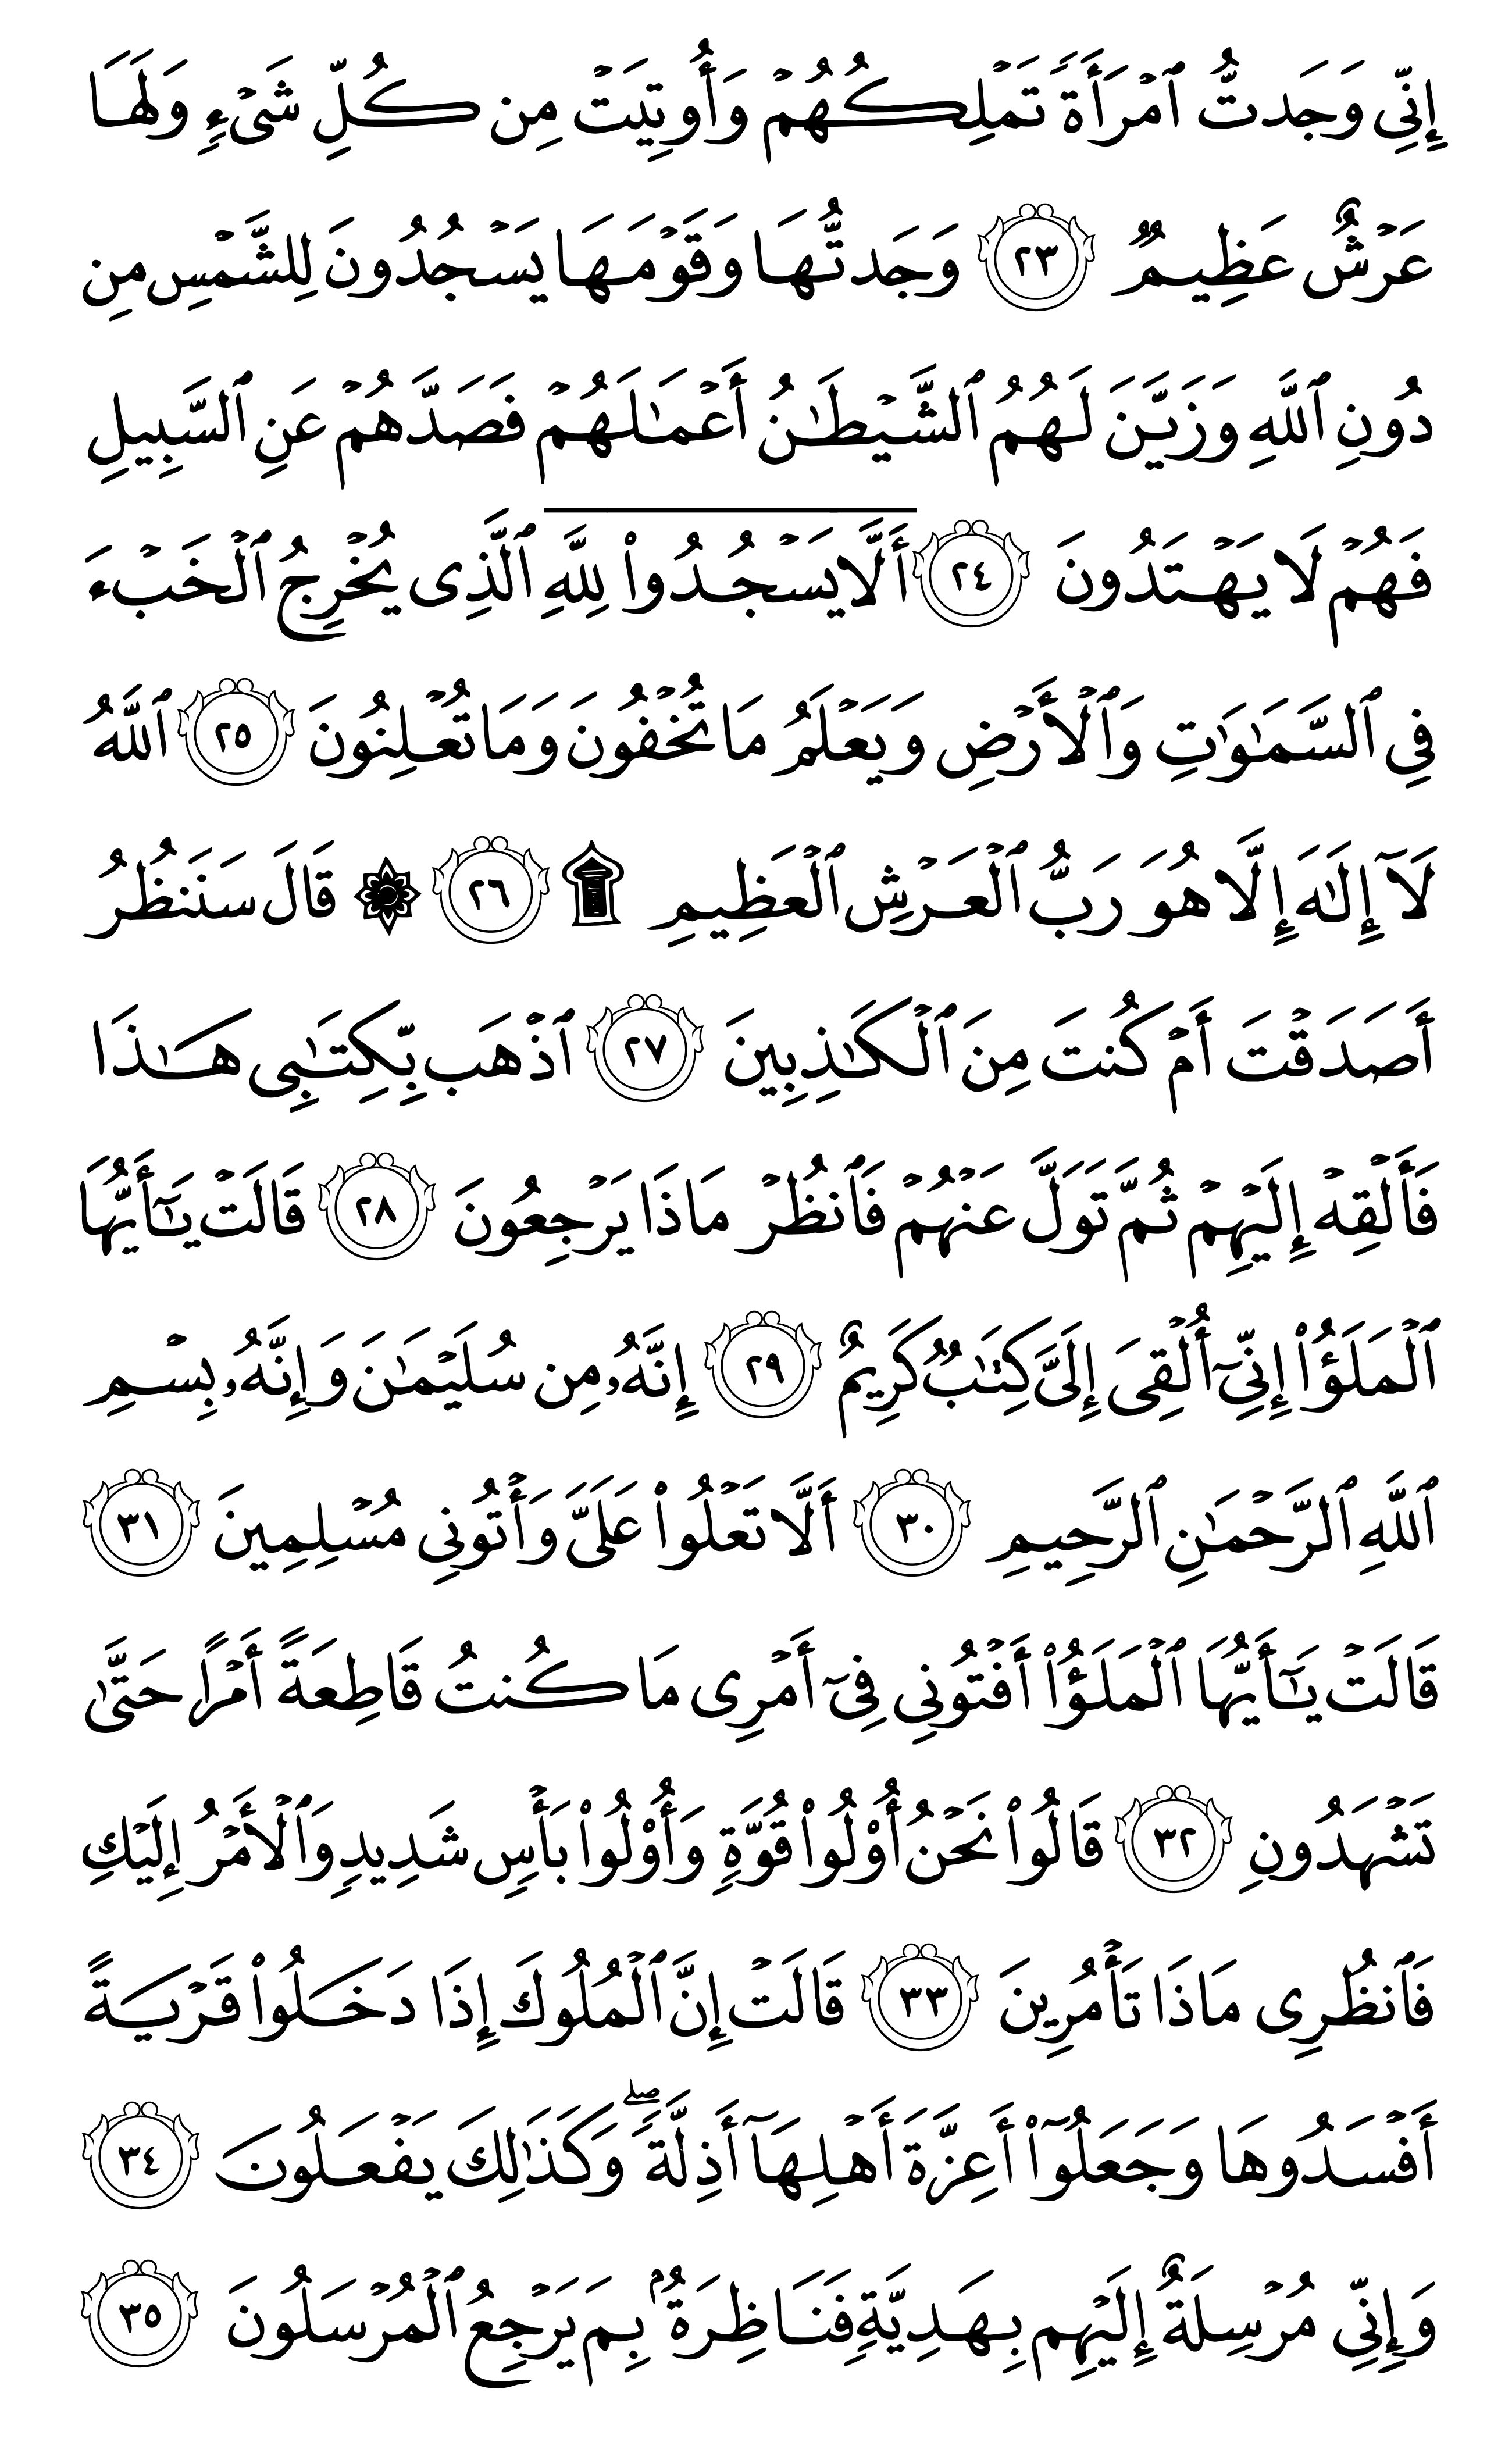 إِنِّى وَجَدتُّ ٱمْرَأَةً تَمْلِكُهُمْ وَأُوتِيَتْ مِن كُلِّ شَىْءٍ وَلَهَا
عَرْشٌ عَظِيمٌ ٢٣ وَجَدتُّهَا وَقَوْمَهَا يَسْجُدُونَ لِلشَّمْسِ مِن
دُونِ ٱللَّهِ وَزَيَّنَ لَهُمُ ٱلشَّيْطَـٰنُ أَعْمَـٰلَهُمْ فَصَدَّهُمْ عَنِ ٱلسَّبِيلِ
فَهُمْ لَا يَهْتَدُونَ ٢٤ أَلَّا يَسْجُدُوا۟ لِلَّهِ ٱلَّذِى يُخْرِجُ ٱلْخَبْءَ
فِى ٱلسَّمَـٰوَٰتِ وَٱلْأَرْضِ وَيَعْلَمُ مَا تُخْفُونَ وَمَا تُعْلِنُونَ ٢٥ ٱللَّهُ
لَآ إِلَـٰهَ إِلَّا هُوَ رَبُّ ٱلْعَرْشِ ٱلْعَظِيمِ ۩ ٢٦ ۞ قَالَ سَنَنظُرُ
أَصَدَقْتَ أَمْ كُنتَ مِنَ ٱلْكَـٰذِبِينَ ٢٧ ٱذْهَب بِّكِتَـٰبِى هَـٰذَا
فَأَلْقِهْ إِلَيْهِمْ ثُمَّ تَوَلَّ عَنْهُمْ فَٱنظُرْ مَاذَا يَرْجِعُونَ ٢٨ قَالَتْ يَـٰٓأَيُّهَا
ٱلْمَلَؤُا۟ إِنِّىٓ أُلْقِىَ إِلَىَّ كِتَـٰبٌ كَرِيمٌ ٢٩ إِنَّهُۥ مِن سُلَيْمَـٰنَ وَإِنَّهُۥ بِسْمِ
ٱللَّهِ ٱلرَّحْمَـٰنِ ٱلرَّحِيمِ ٣٠ أَلَّا تَعْلُوا۟ عَلَىَّ وَأْتُونِى مُسْلِمِينَ ٣١
قَالَتْ يَـٰٓأَيُّهَا ٱلْمَلَؤُا۟ أَفْتُونِى فِىٓ أَمْرِى مَا كُنتُ قَاطِعَةً أَمْرًا حَتَّىٰ
تَشْهَدُونِ ٣٢ قَالُوا۟ نَحْنُ أُو۟لُوا۟ قُوَّةٍ وَأُو۟لُوا۟ بَأْسٍ شَدِيدٍ وَٱلْأَمْرُ إِلَيْكِ
فَٱنظُرِى مَاذَا تَأْمُرِينَ ٣٣ قَالَتْ إِنَّ ٱلْمُلُوكَ إِذَا دَخَلُوا۟ قَرْيَةً
أَفْسَدُوهَا وَجَعَلُوٓا۟ أَعِزَّةَ أَهْلِهَآ أَذِلَّةً ۖ وَكَذَٰلِكَ يَفْعَلُونَ ٣٤
وَإِنِّى مُرْسِلَةٌ إِلَيْهِم بِهَدِيَّةٍ فَنَاظِرَةٌۢ بِمَ يَرْجِعُ ٱلْمُرْسَلُونَ ٣٥